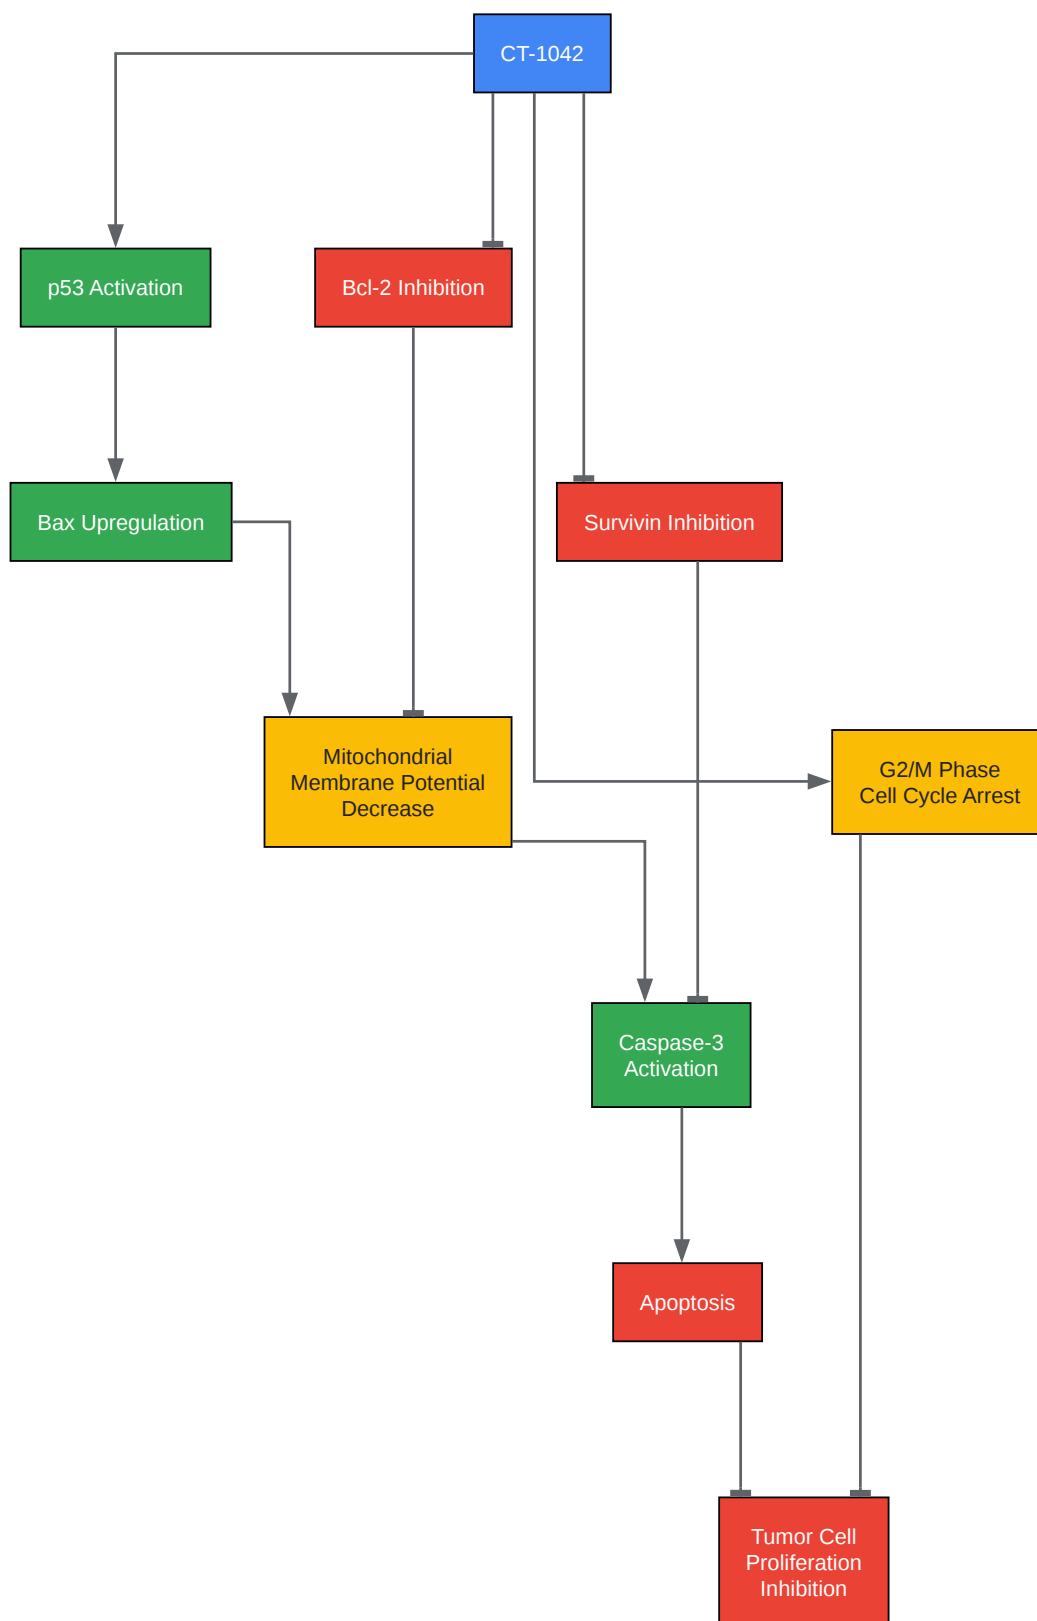 CT-1042
p53 Activation
Bcl-2 Inhibition
Bax Upregulation
Survivin Inhibition
Mitochondrial
Membrane Potential
Decrease
G2/M Phase
Cell Cycle Arrest
Caspase-3
Activation
Apoptosis
Tumor Cell
Proliferation
Inhibition